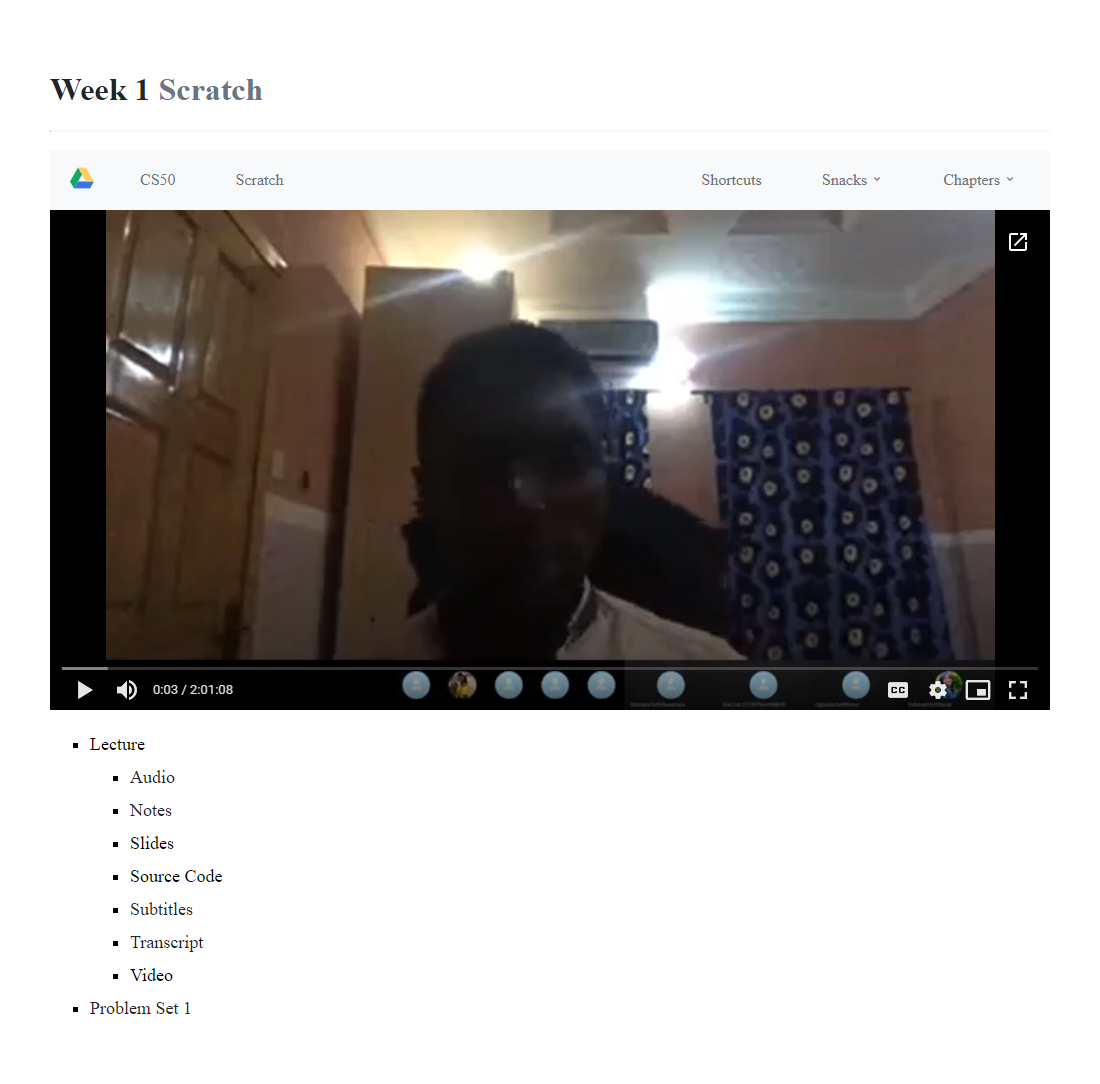 Week 1 Scratch
CS50 Scratch Shortcuts Snacks Chapters
0:03 / 2:01:08
CC
Lecture
Audio
Notes
Slides
Source Code
Subtitles
Transcript
Video
Problem Set 1